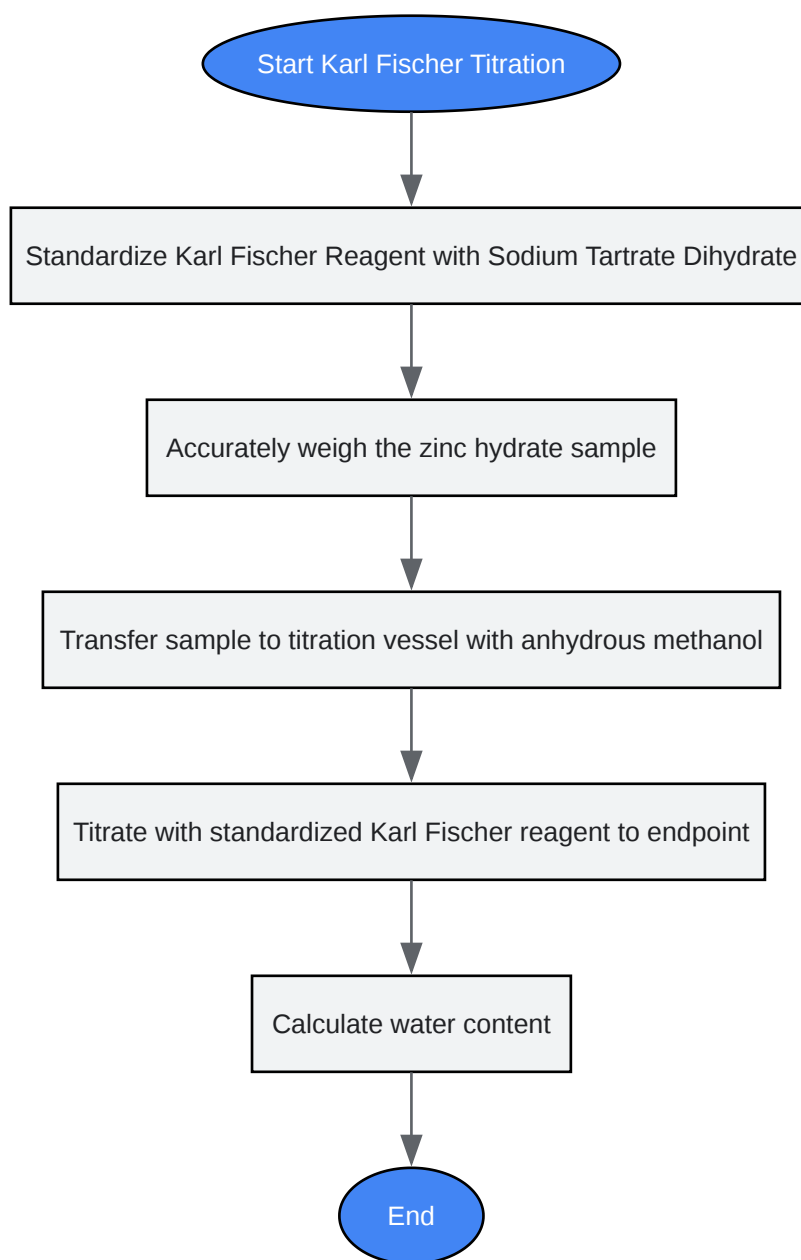 Start Karl Fischer Titration
Standardize Karl Fischer Reagent with Sodium Tartrate Dihydrate
Accurately weigh the zinc hydrate sample
Transfer sample to titration vessel with anhydrous methanol
Titrate with standardized Karl Fischer reagent to endpoint
Calculate water content
End